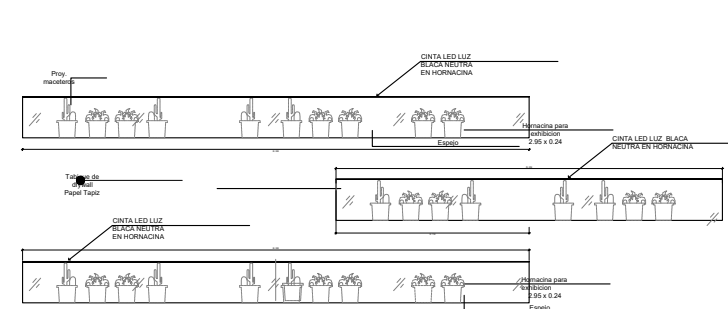 CINTA LED LUZ
BLACA NEUTRA
EN HORNACINA
Proy.
maceteros
Hornacina para
exhibicion
2.95 x 0.24
Espejo
CINTA LED LUZ BLACA
NEUTRA EN HORNACINA
Tabique de
drywall
Papel Tapiz
CINTA LED LUZ
BLACA NEUTRA
EN HORNACINA
Hornacina para
exhibicion
2.95 x 0.24
Espejo